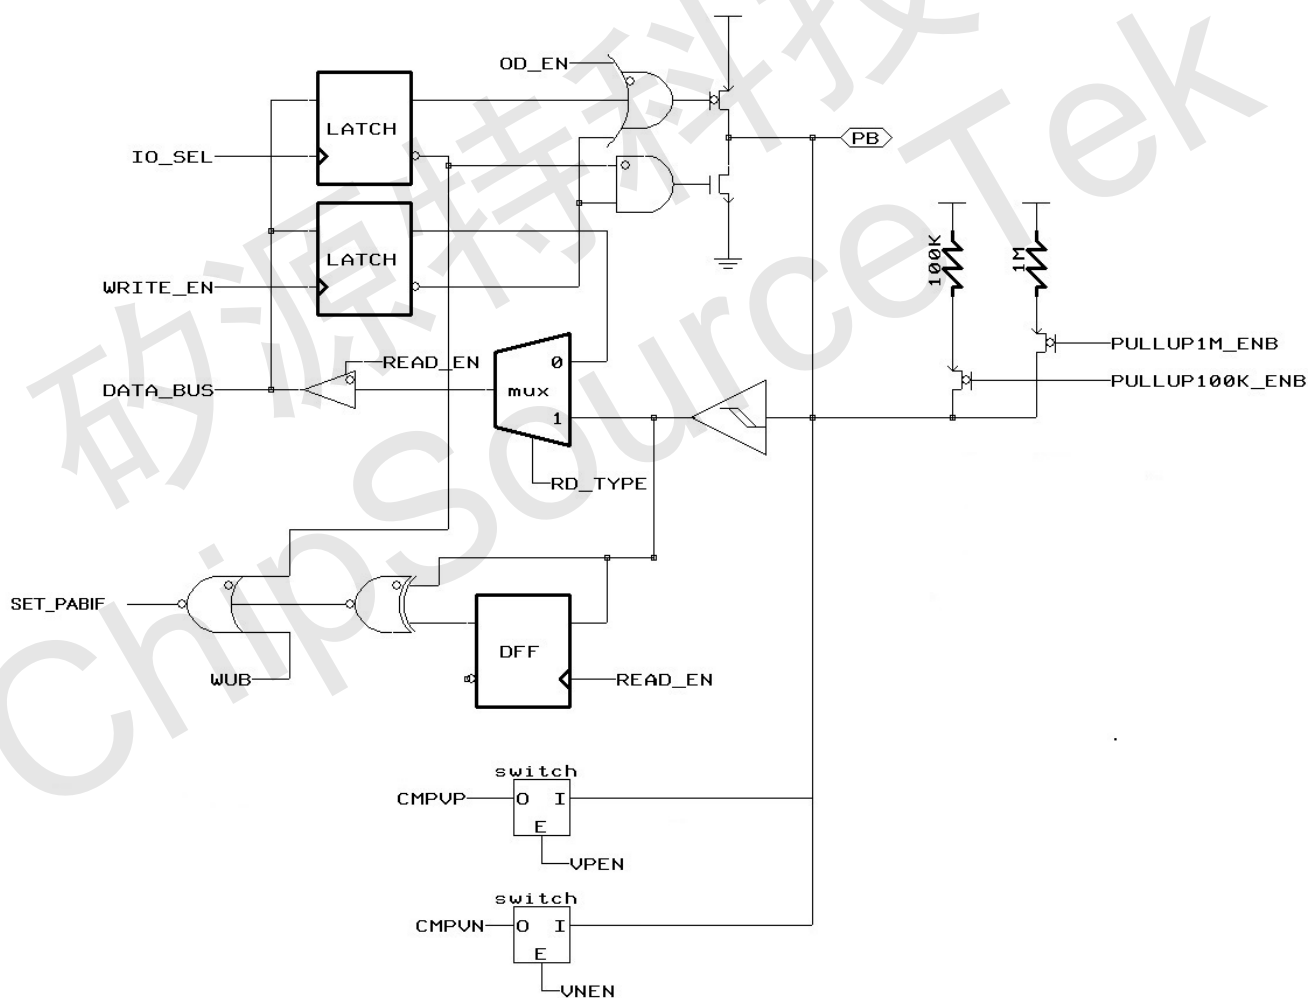 OD_EN
LATCH
IO_SEL
PB
LATCH
WRITE_EN
100K
1M
PULLUP1M_ENB
PULLUP100K_ENB
READ_EN
DATA_BUS
0
mux
1
RD_TYPE
SET_PABIF
WUB
DFF
READ_EN
switch
CMPVP
O I
E
VPEN
switch
CMPVN
O I
E
VNEN
矽源特科技
ChipSourceTek